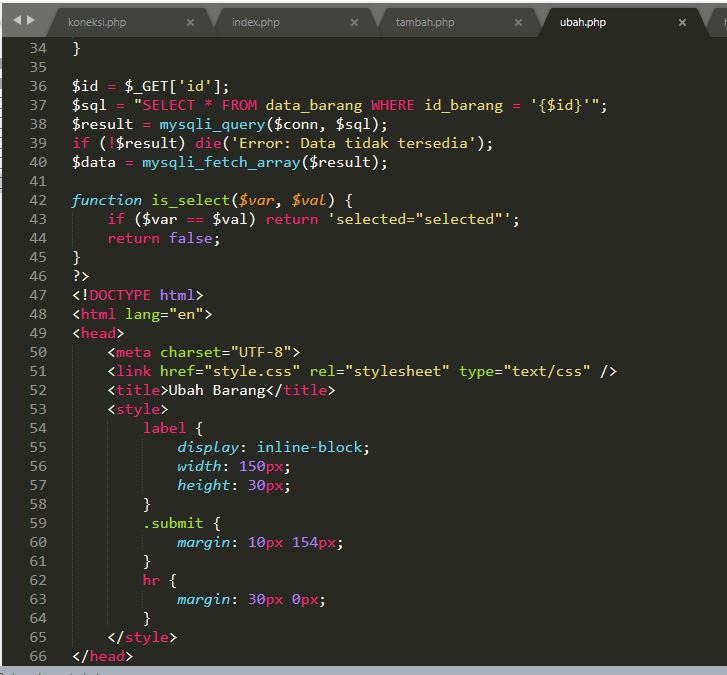 koneksi.php × index.php × tambah.php × ubah.php ×
34 }
35
36 $id = $_GET['id'];
37 $sql = "SELECT * FROM data_barang WHERE id_barang = '{$id}'";
38 $result = mysqli_query($conn, $sql);
39 if (!$result) die('Error: Data tidak tersedia');
40 $data = mysqli_fetch_array($result);
41
42 function is_select($var, $val) {
43     if ($var == $val) return 'selected="selected"';
44     return false;
45 }
46 ?>
47 <!DOCTYPE html>
48 <html lang="en">
49 <head>
50     <meta charset="UTF-8">
51     <link href="style.css" rel="stylesheet" type="text/css" />
52     <title>Ubah Barang</title>
53     <style>
54         label {
55             display: inline-block;
56             width: 150px;
57             height: 30px;
58         }
59         .submit {
60             margin: 10px 154px;
61         }
62         hr {
63             margin: 30px 0px;
64         }
65     </style>
66 </head>